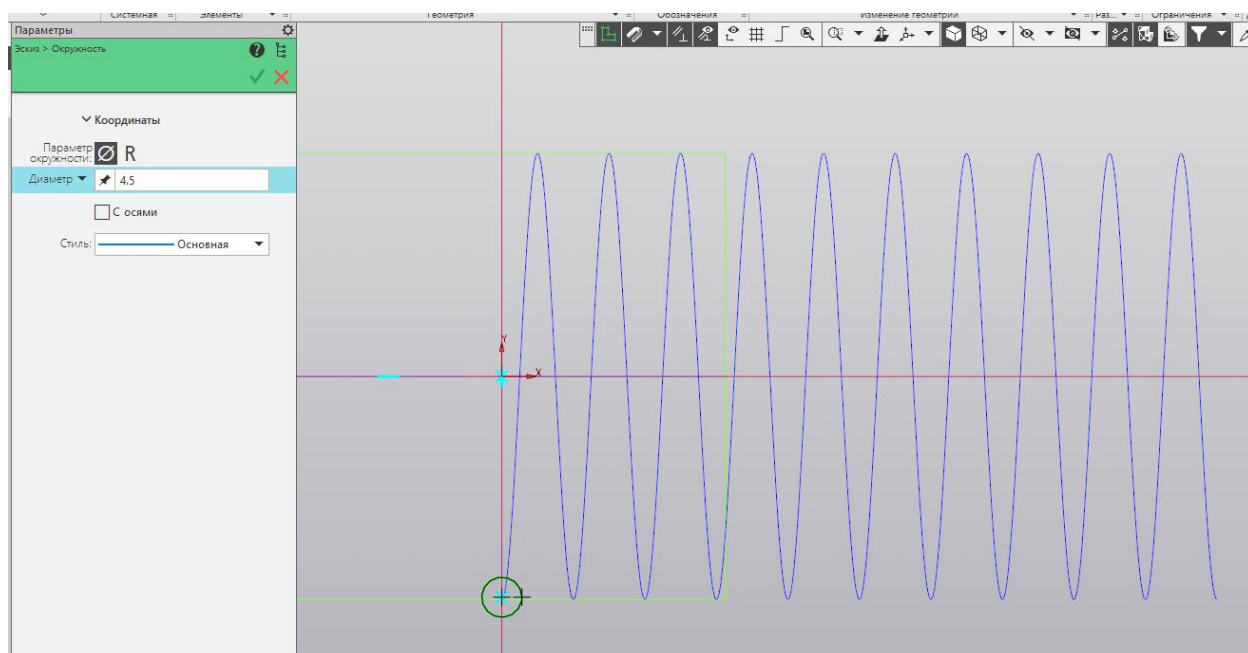 Системная Элементы Геометрия Обозначения Изменение геометрии Раз... Ограничения
Параметры
Эскиз > Окружность
Координаты
Параметр
окружности: R
Диаметр 4.5
С осями
Стиль: Основная
Y
X